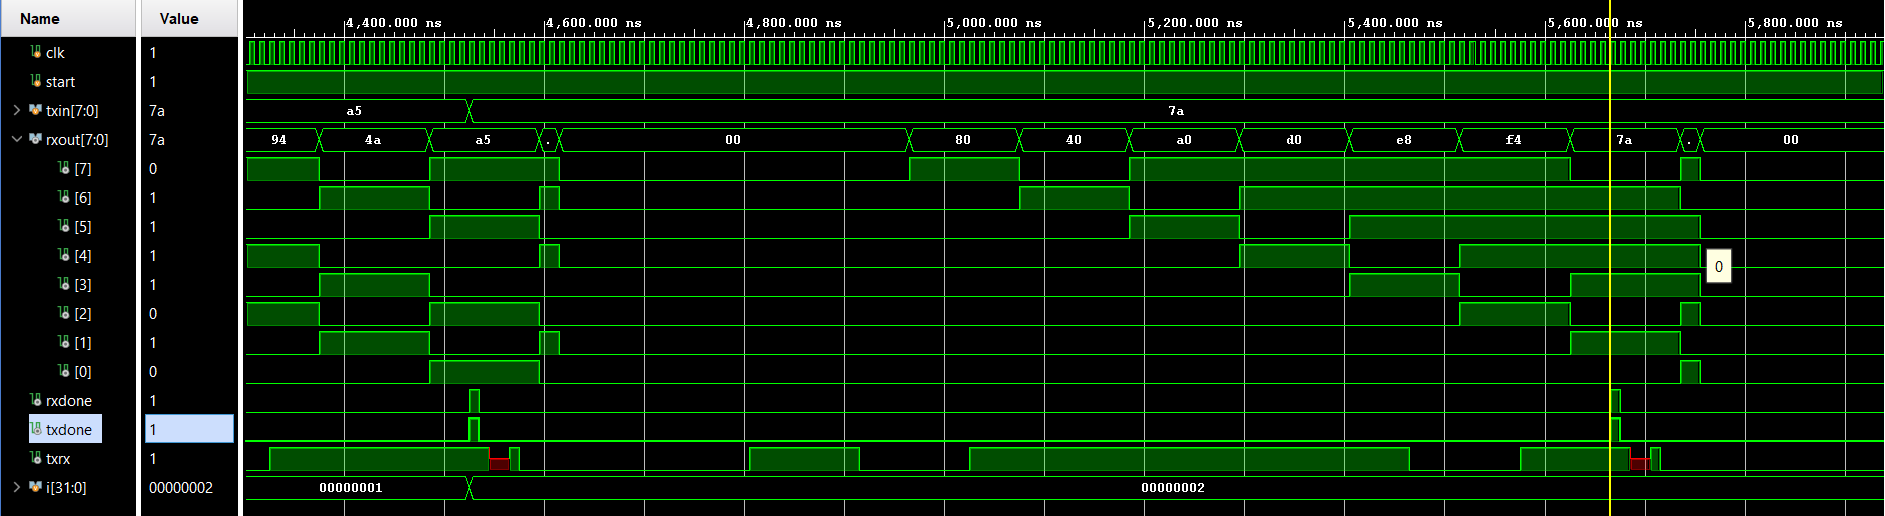 Name Value
4,400.000 ns 4,600.000 ns 4,800.000 ns 5,000.000 ns 5,200.000 ns 5,400.000 ns 5,600.000 ns 5,800.000 ns
clk 1
start 1
txin[7:0] 7a a5 7a
rxout[7:0] 7a 94 4a a5 . 00 80 40 a0 d0 e8 f4 7a . 00
[7] 0
[6] 1
[5] 1
[4] 1
0
[3] 1
[2] 0
[1] 1
[0] 0
rxdone 1
txdone 1
txrx 1
i[31:0] 00000002 00000001 00000002